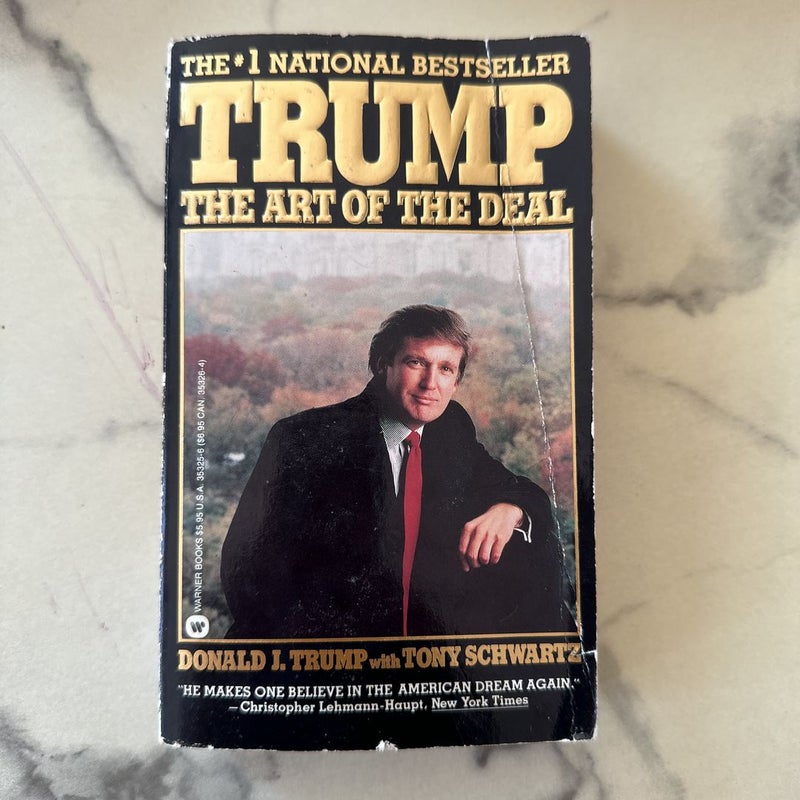 THE #1 NATIONAL BESTSELLER
TRUMP
THE ART OF THE DEAL
WARNER BOOKS $5.95 U.S.A. 35325-6 ($6.95 CAN. 35326-4)
DONALD J. TRUMP with TONY SCHWARTZ
"HE MAKES ONE BELIEVE IN THE AMERICAN DREAM AGAIN."
—Christopher Lehmann-Haupt, New York Times